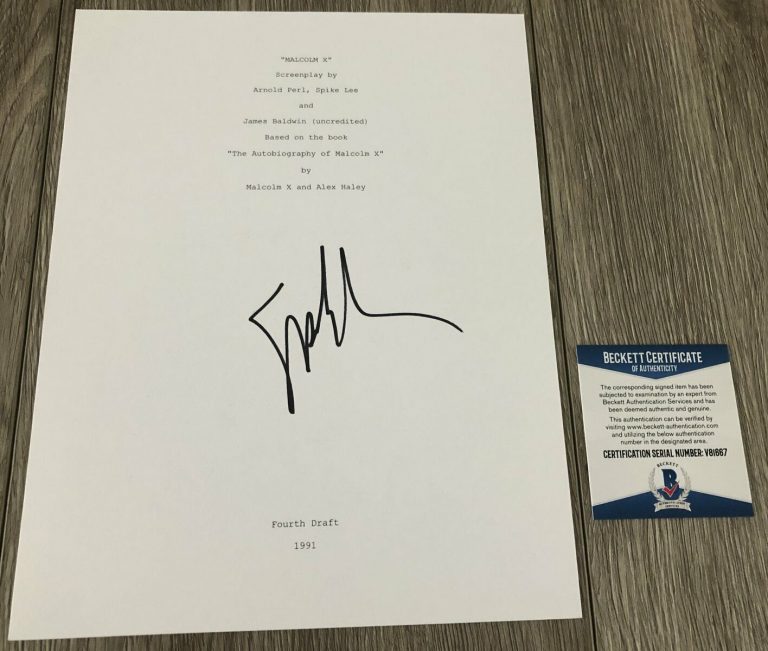 "MALCOLM X"
Screenplay by
Arnold Perl, Spike Lee
and
James Baldwin (uncredited)
Based on the book
"The Autobiography of Malcolm X"
by
Malcolm X and Alex Haley
Fourth Draft
1991
BECKETT CERTIFICATE
OF AUTHENTICITY
The corresponding signed item has been
subjected to examination by an expert from
Beckett Authentication Services and has
been deemed authentic and genuine.
This authentication can be verified by
visiting www.beckett-authentication.com
and utilizing the below authentication
number in the designated area.
CERTIFICATION SERIAL NUMBER: V81867
BECKETT
B